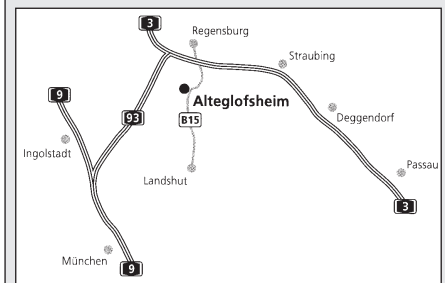 3
Regensburg
Straubing
9
Alteglofsheim
93
B15
Deggendorf
Ingolstadt
Passau
Landshut
3
München
9